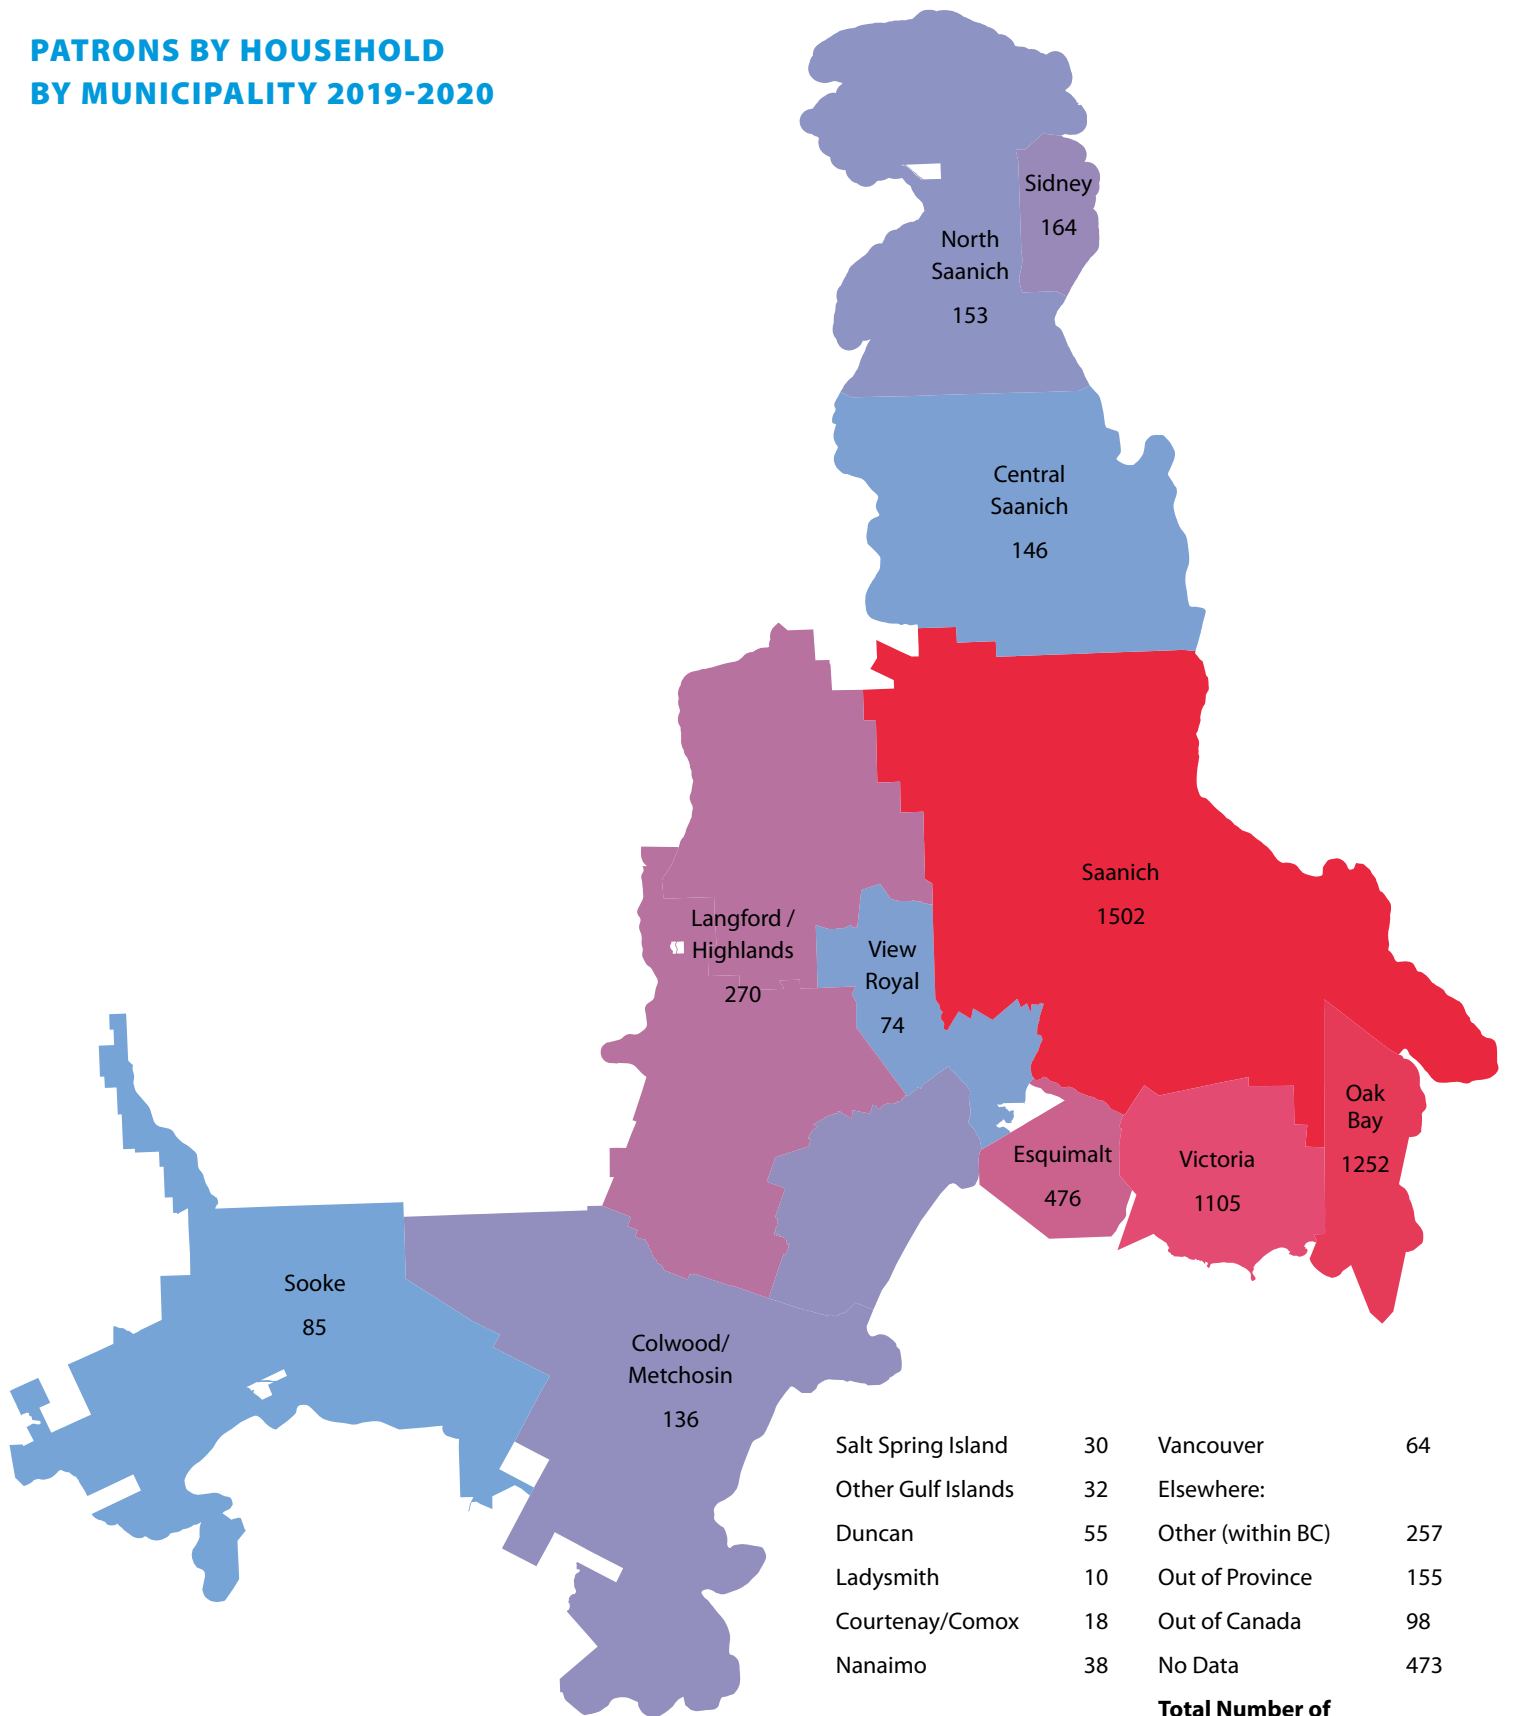 PATRONS BY HOUSEHOLD
BY MUNICIPALITY 2019-2020
Sidney
164
North
Saanich
153
Central
Saanich
146
Saanich
1502
Langford /
Highlands
270
View
Royal
74
Oak
Bay
1252
Esquimalt
476
Victoria
1105
Sooke
85
Colwood/
Metchosin
136
Salt Spring Island 30 Vancouver 64
Other Gulf Islands 32 Elsewhere:
Duncan 55 Other (within BC) 257
Ladysmith 10 Out of Province 155
Courtenay/Comox 18 Out of Canada 98
Nanaimo 38 No Data 473
Total Number of